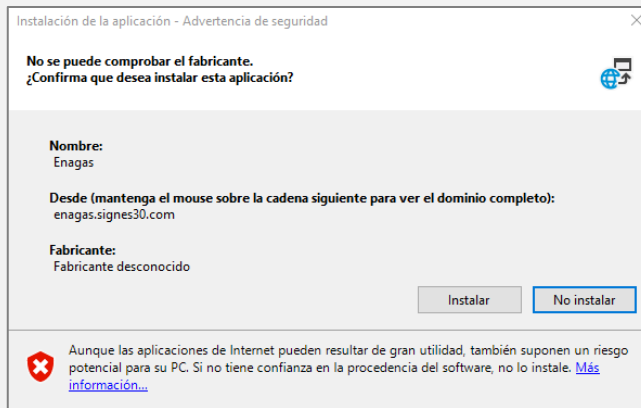 Instalación de la aplicación - Advertencia de seguridad
No se puede comprobar el fabricante.
¿Confirma que desea instalar esta aplicación?
Nombre:
Enagas
Desde (mantenga el mouse sobre la cadena siguiente para ver el dominio completo):
enagas.signes30.com
Fabricante:
Fabricante desconocido
Instalar
No instalar
Aunque las aplicaciones de Internet pueden resultar de gran utilidad, también suponen un riesgo
potencial para su PC. Si no tiene confianza en la procedencia del software, no lo instale. Más
información...